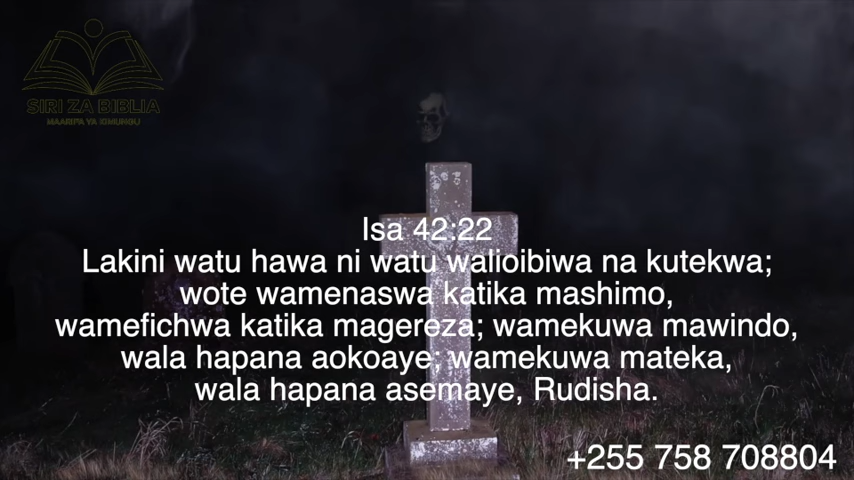 SIRI ZA BIBLIA
MAARIFA YA KIMUNGU
Isa 42:22
Lakini watu hawa ni watu walioibiwa na kutekwa;
wote wamenaswa katika mashimo,
wamefichwa katika magereza; wamekuwa mawindo,
wala hapana aokoaye; wamekuwa mateka,
wala hapana asemaye, Rudisha.
+255 758 708804